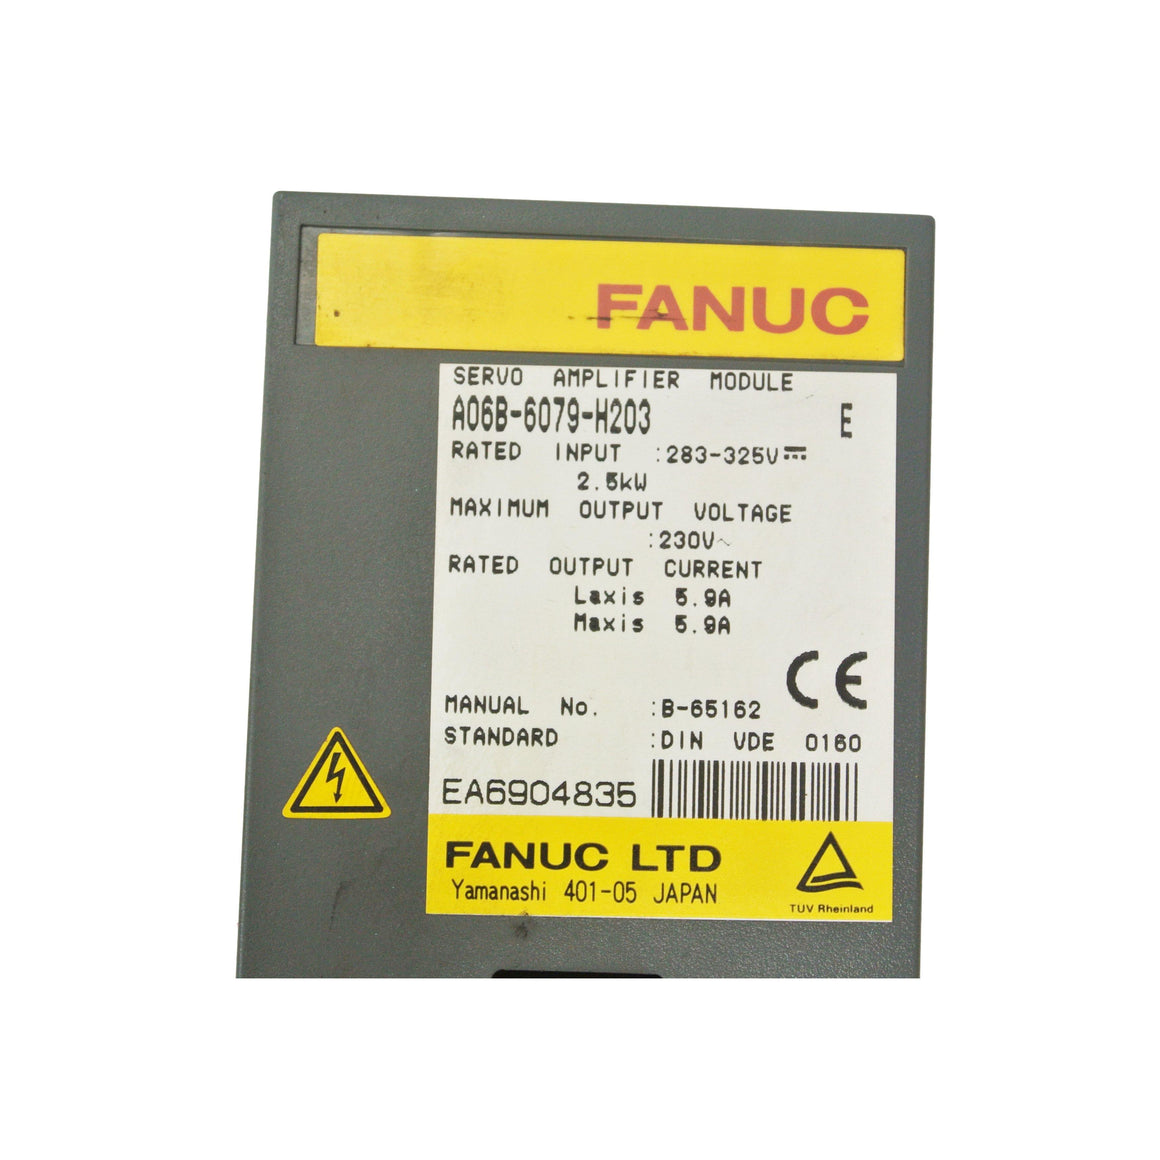 FANUC
SERVO AMPLIFIER MODULE
A06B-6079-H203 E
RATED INPUT :283-325V⎓
2.5kW
MAXIMUM OUTPUT VOLTAGE
:230V~
RATED OUTPUT CURRENT
Laxis 5.9A
Maxis 5.9A
CE
MANUAL No. :B-65162
STANDARD :DIN VDE 0160
EA6904835
FANUC LTD
Yamanashi 401-05 JAPAN
TUV Rheinland